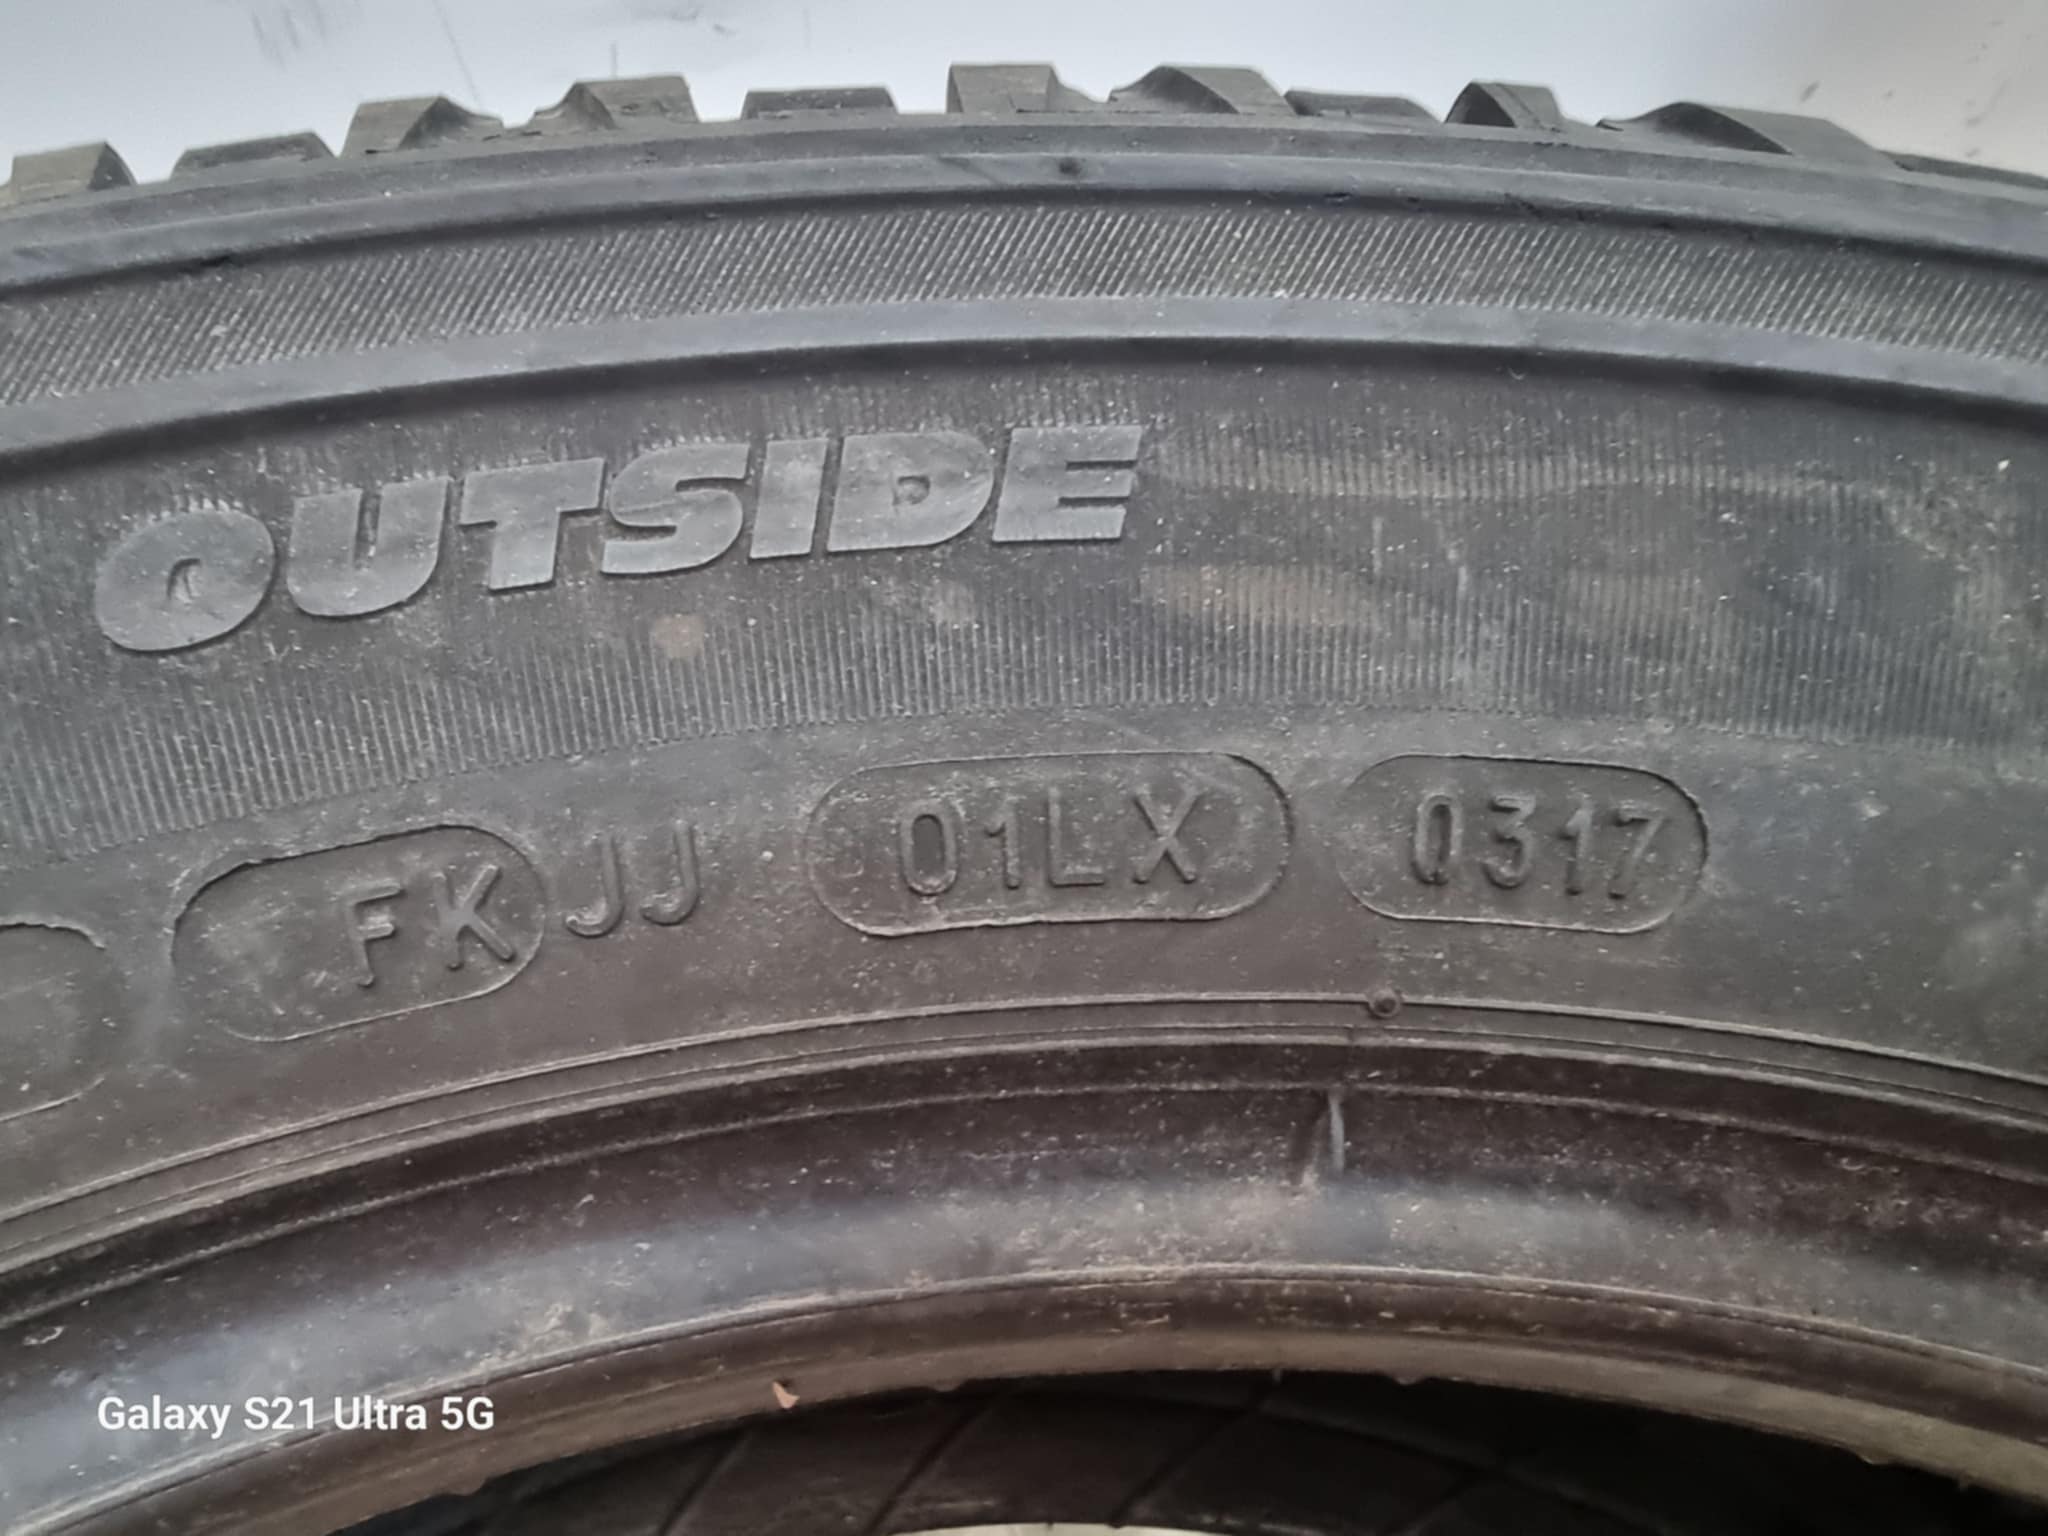 OUTSIDE
FK JJ 01LX 0317
Galaxy S21 Ultra 5G